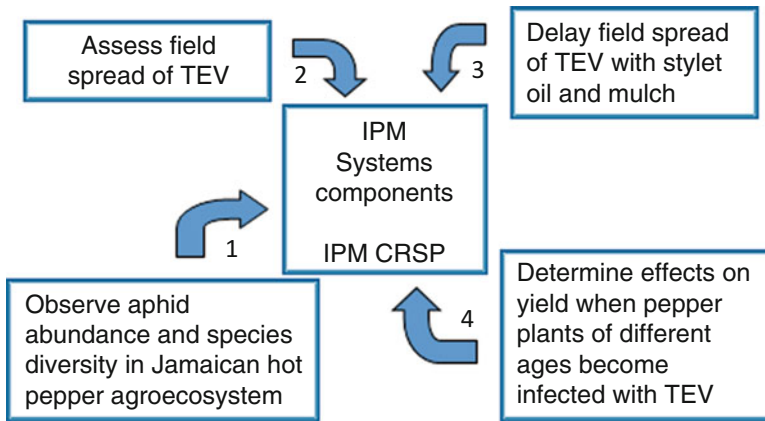 Assess field
spread of TEV
2
3
Delay field spread
of TEV with stylet
oil and mulch
IPM
Systems
components
IPM CRSP
1
Observe aphid
abundance and species
diversity in Jamaican hot
pepper agroecosystem
4
Determine effects on
yield when pepper
plants of different
ages become
infected with TEV